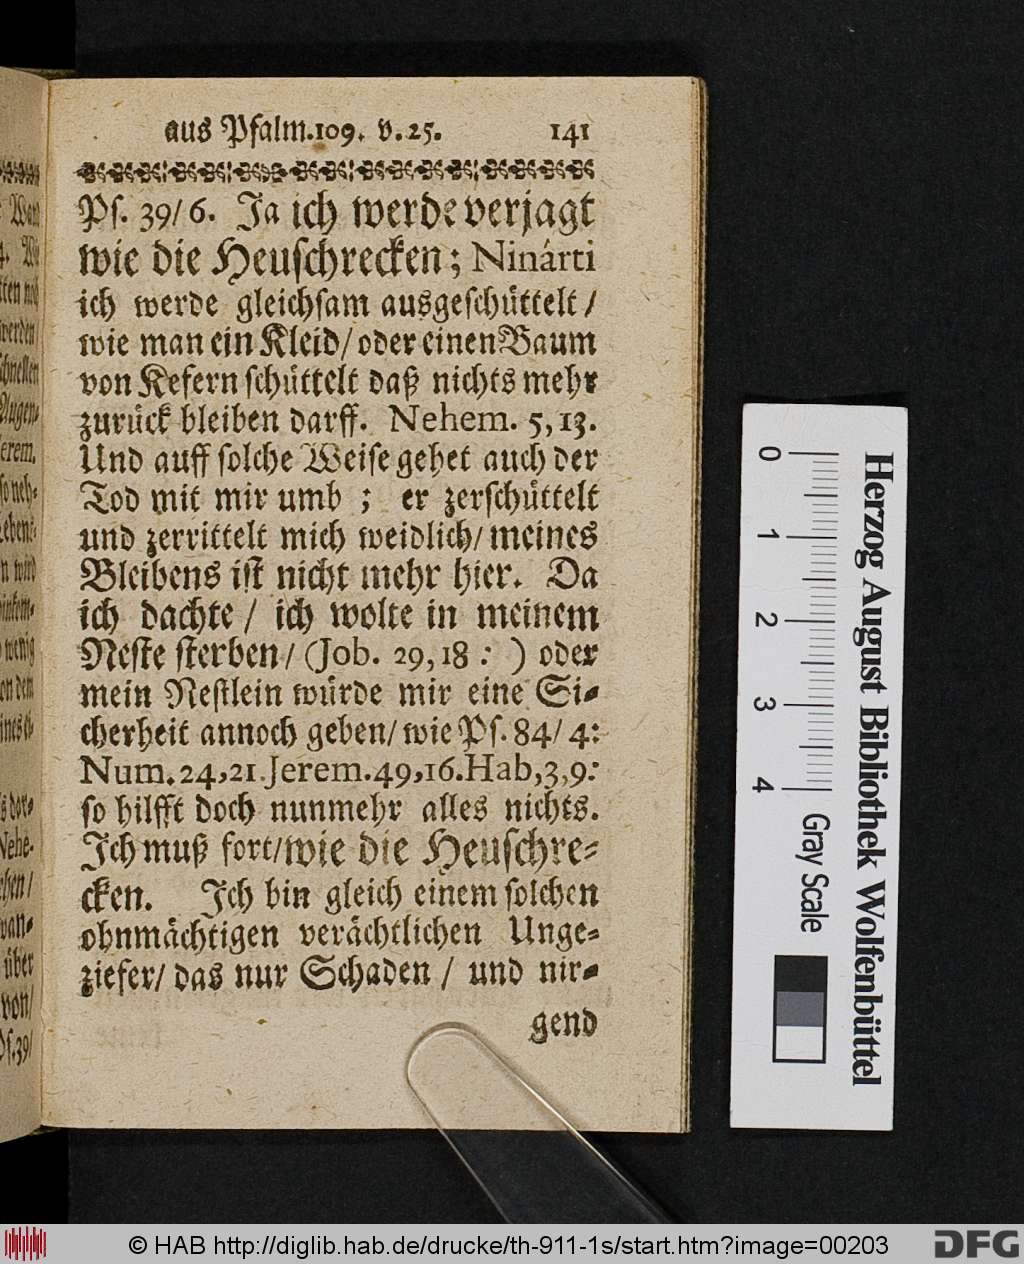 aus Psalm.109. v.25. 141
Ps. 39/6. Ja ich werde verjagt
wie die Heuschrecken; Ninárti
ich werde gleichsam ausgeschüttelt/
wie man ein Kleid/ oder einen Baum
von Kefern schüttelt daß nichts mehr
zurück bleiben darff. Nehem. 5,13.
Und auff solche Weise gehet auch der
Tod mit mir umb ; er zerschüttelt
und zerrittelt mich weidlich/ meines
Bleibens ist nicht mehr hier. Da
ich dachte / ich wolte in meinem
Neste sterben/ (Job. 29,18 : ) oder
mein Nestlein würde mir eine Si-
cherheit annoch geben/ wie Ps. 84/4:
Num. 24,21. Jerem. 49,16. Hab,3,9:
so hilfft doch nunmehr alles nichts.
Ich muß fort/wie die Heuschre-
cken. Ich bin gleich einem solchen
ohnmächtigen verächtlichen Unge-
ziefer/ das nur Schaden / und nir-
gend
Herzog August Bibliothek Wolfenbüttel
0 1 2 3 4 Gray Scale
© HAB http://diglib.hab.de/drucke/th-911-1s/start.htm?image=00203
DFG